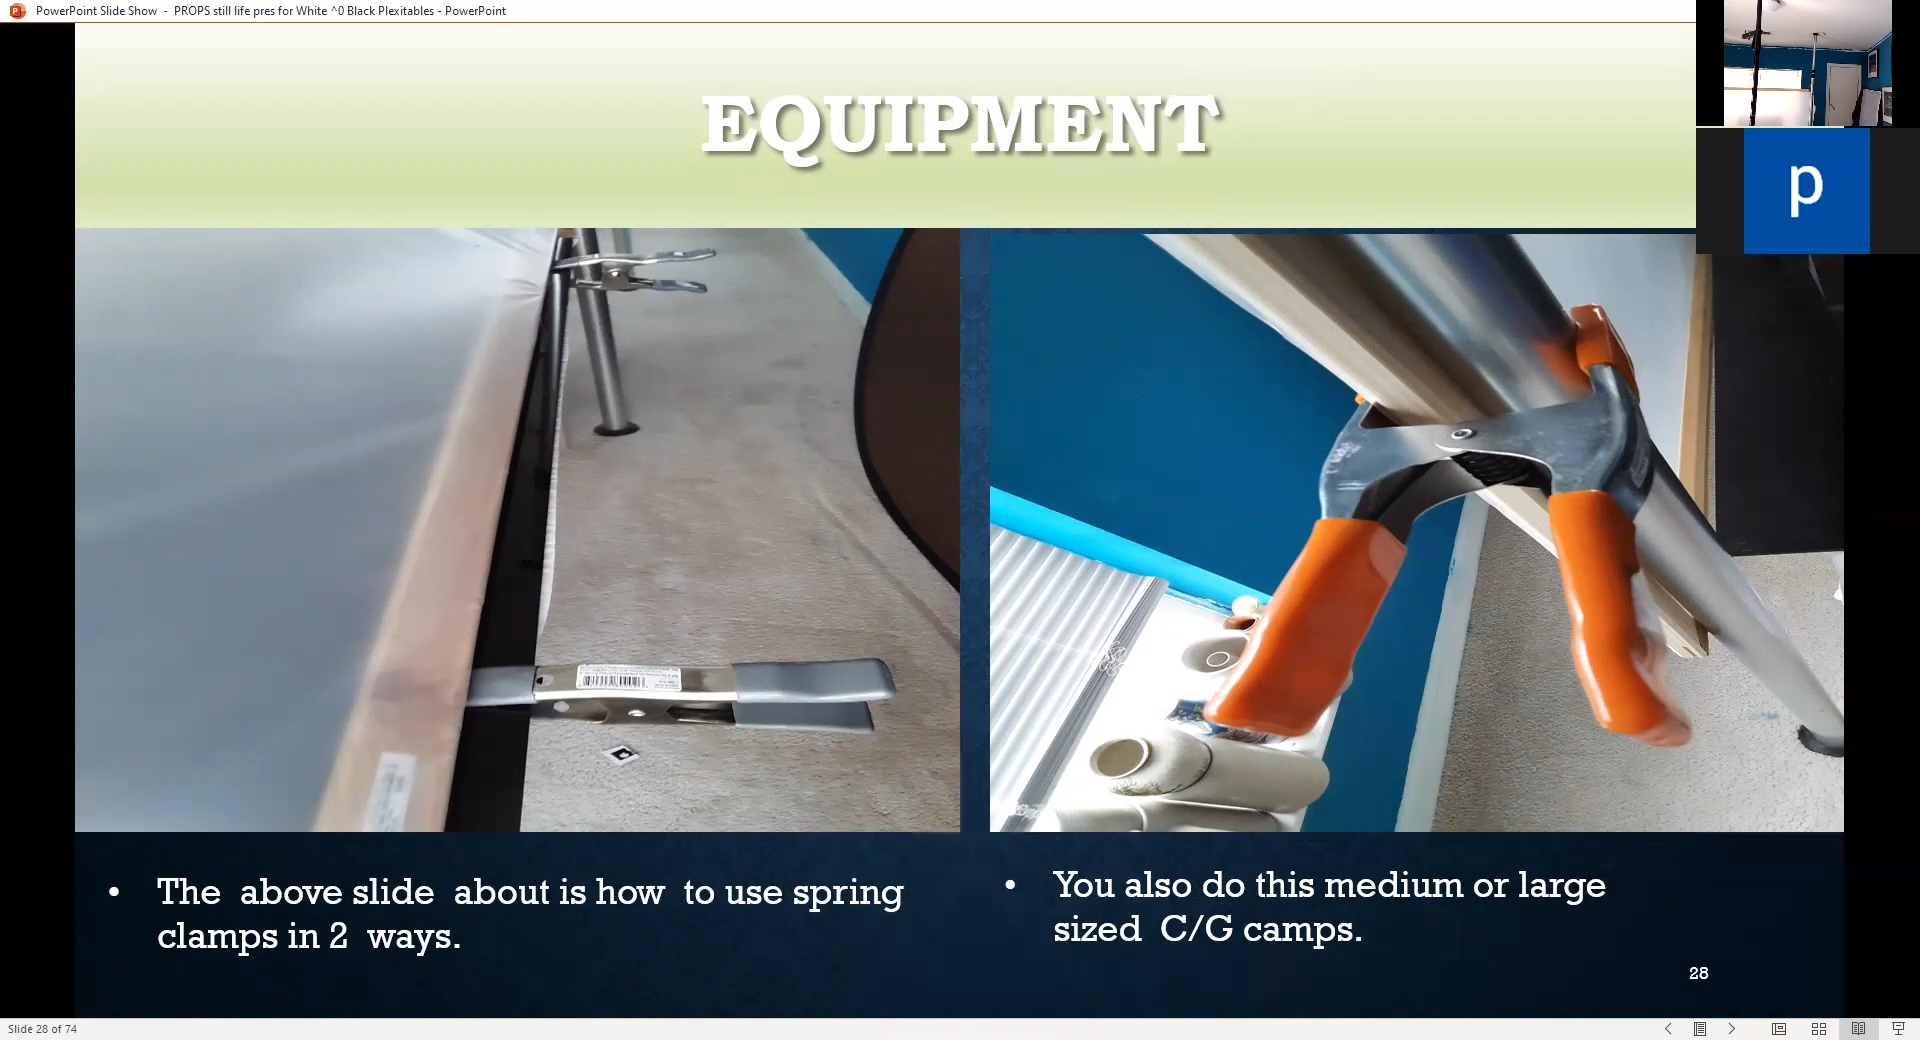 PowerPoint Slide Show - PROPS still life pres for White ^0 Black Plexitables - PowerPoint
EQUIPMENT
p
• The above slide about is how to use spring
clamps in 2 ways.
• You also do this medium or large
sized C/G camps.
28
Slide 28 of 74